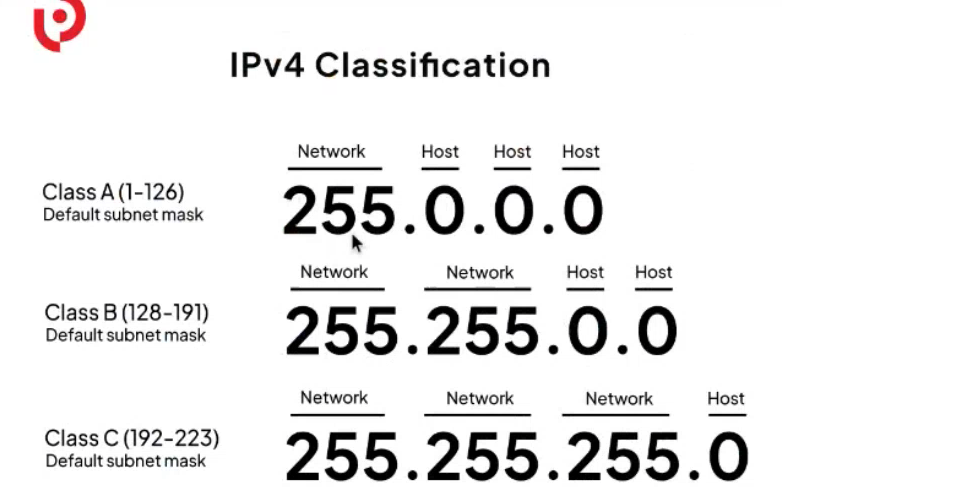 IPv4 Classification
Network Host Host Host
Class A (1-126)
Default subnet mask
255.0.0.0
Network Network Host Host
Class B (128-191)
Default subnet mask
255.255.0.0
Network Network Network Host
Class C (192-223)
Default subnet mask
255.255.255.0